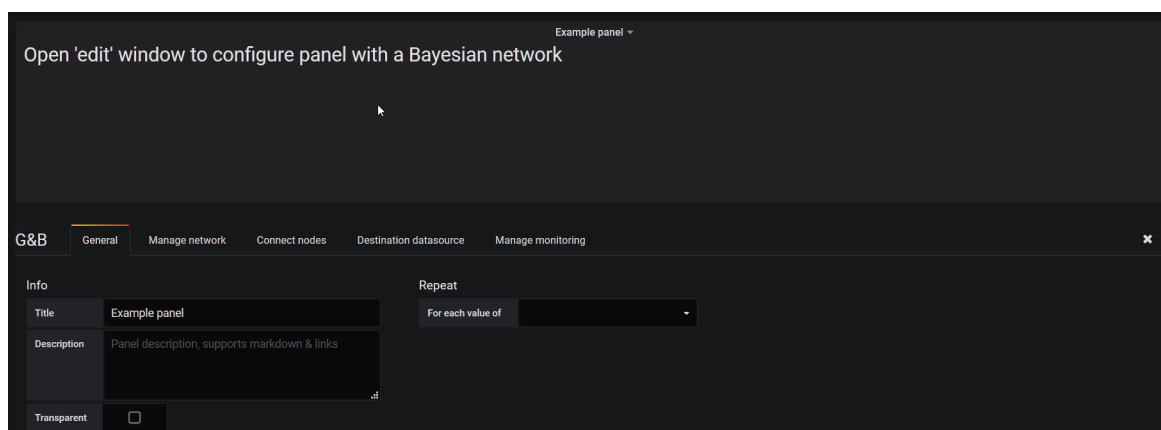 Example panel
Open 'edit' window to configure panel with a Bayesian network
G&B General Manage network Connect nodes Destination datasource Manage monitoring
Info Repeat
Title Example panel For each value of
Description Panel description, supports markdown & links
Transparent